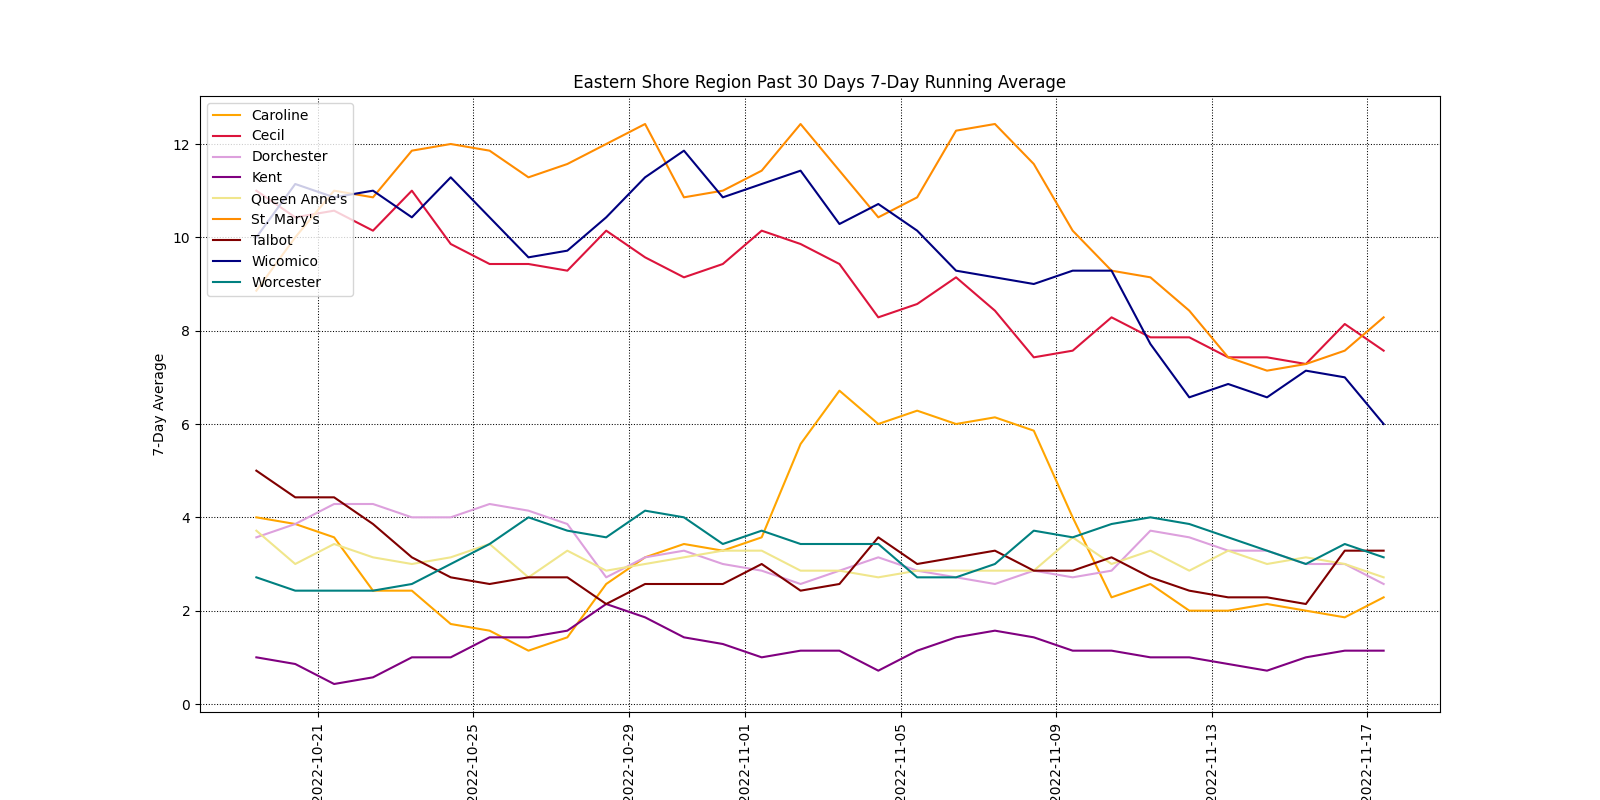 Eastern Shore Region Past 30 Days 7-Day Running Average
Caroline
Cecil
Dorchester
Kent
Queen Anne's
St. Mary's
Talbot
Wicomico
Worcester
7-Day Average
12
10
8
6
4
2
0
2022-10-21
2022-10-25
2022-10-29
2022-11-01
2022-11-05
2022-11-09
2022-11-13
2022-11-17